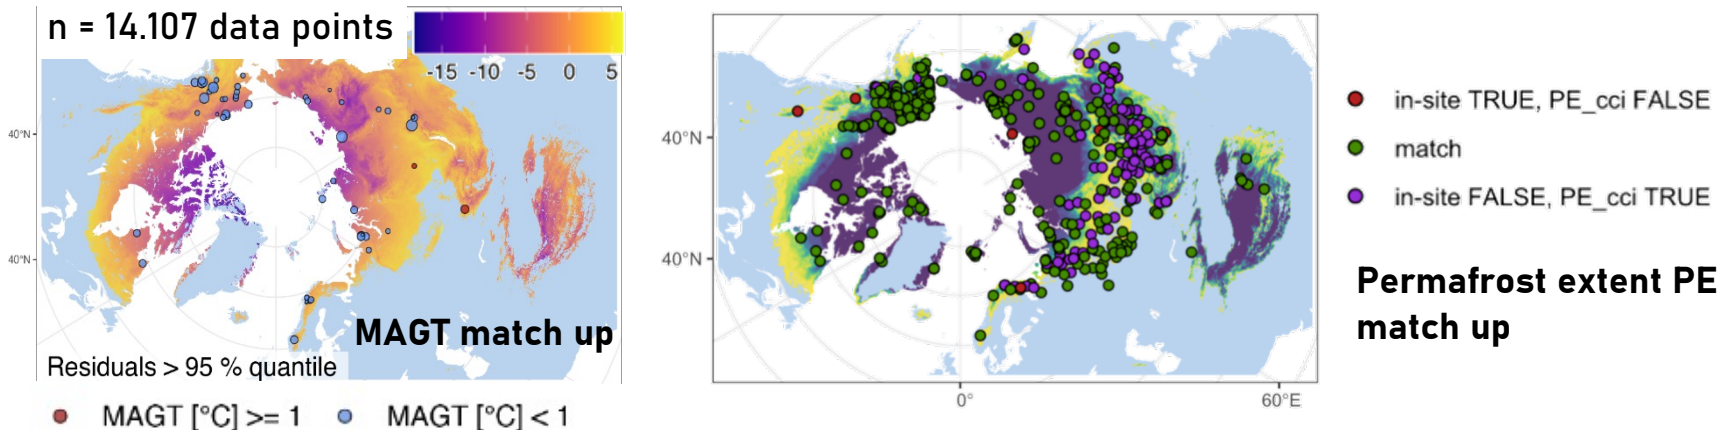 n = 14.107 data points
-15 -10 -5 0 5
40°N
40°N
MAGT match up
Residuals > 95 % quantile
MAGT [°C] >= 1 MAGT [°C] < 1
40°N
40°N
0° 60°E
in-site TRUE, PE_cci FALSE
match
in-site FALSE, PE_cci TRUE
Permafrost extent PE
match up